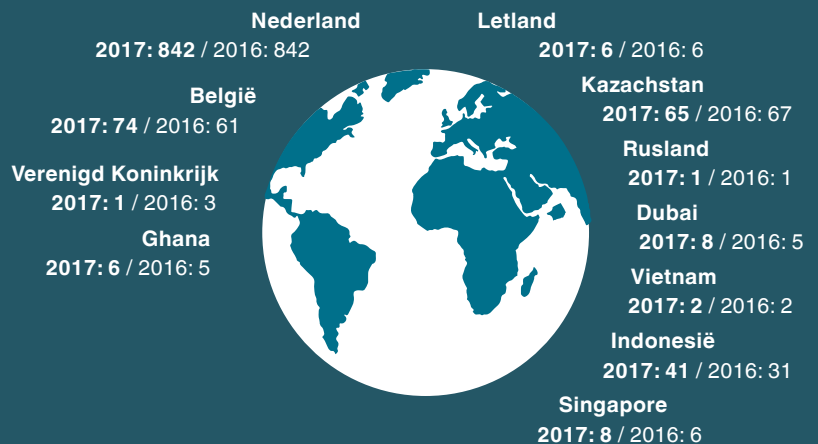 Nederland
2017: 842 / 2016: 842
België
2017: 74 / 2016: 61
Verenigd Koninkrijk
2017: 1 / 2016: 3
Ghana
2017: 6 / 2016: 5
Letland
2017: 6 / 2016: 6
Kazachstan
2017: 65 / 2016: 67
Rusland
2017: 1 / 2016: 1
Dubai
2017: 8 / 2016: 5
Vietnam
2017: 2 / 2016: 2
Indonesië
2017: 41 / 2016: 31
Singapore
2017: 8 / 2016: 6